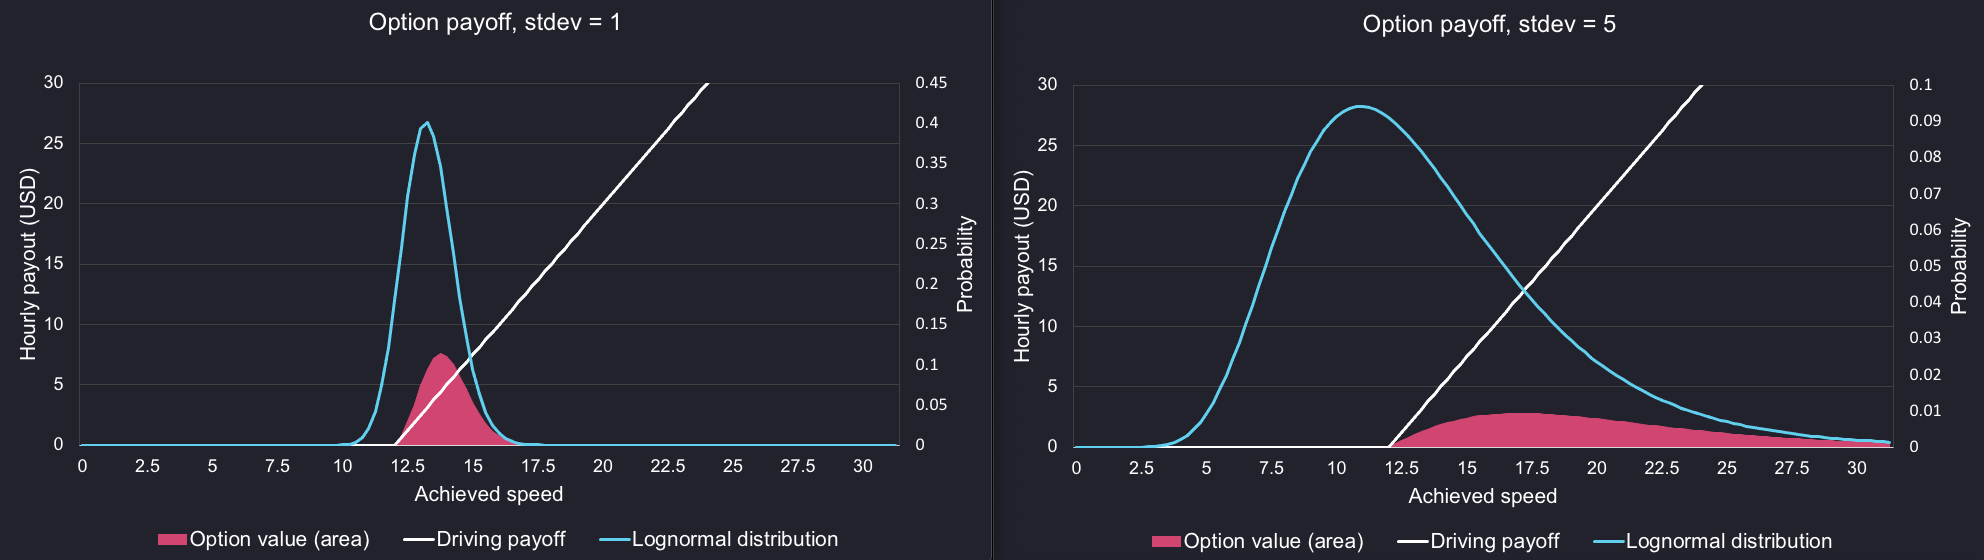 Option payoff, stdev = 1
30
25
20
15
10
5
0
Hourly payout (USD)
0.45
0.4
0.35
0.3
0.25
0.2
0.15
0.1
0.05
0
Probability
0 2.5 5 7.5 10 12.5 15 17.5 20 22.5 25 27.5 30
Achieved speed
Option value (area) Driving payoff Lognormal distribution
Option payoff, stdev = 5
30
25
20
15
10
5
0
Hourly payout (USD)
0.1
0.09
0.08
0.07
0.06
0.05
0.04
0.03
0.02
0.01
0
Probability
0 2.5 5 7.5 10 12.5 15 17.5 20 22.5 25 27.5 30
Achieved speed
Option value (area) Driving payoff Lognormal distribution